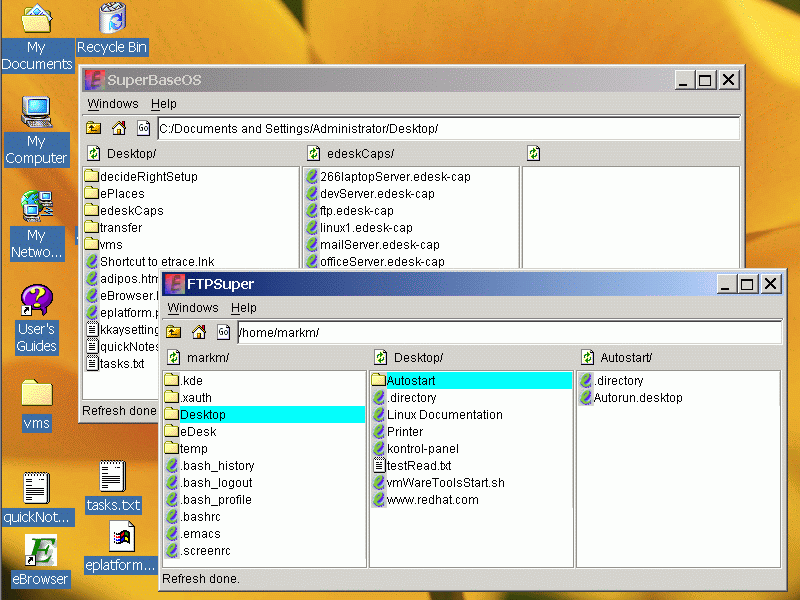 My
Documents
Recycle Bin
My
Computer
My
Netwo...
User's
Guides
vms
quickNot...
tasks.txt
eBrowser
eplatform...
SuperBaseOS
Windows Help
Go
C:/Documents and Settings/Administrator/Desktop/
Desktop/
decideRightSetup
ePlaces
edeskCaps
transfer
vms
Shortcut to etrace.lnk
adipos.htm
eBrowser.
eplatform.
kkaysetting
quickNotes
tasks.txt
edeskCaps/
266laptopServer.edesk-cap
devServer.edesk-cap
ftp.edesk-cap
linux1.edesk-cap
mailServer.edesk-cap
officeServer.edesk-cap
Refresh done
FTPSuper
Windows Help
Go
/home/markm/
markm/
.kde
.xauth
Desktop
eDesk
temp
.bash_history
.bash_logout
.bash_profile
.bashrc
.emacs
.screenrc
Desktop/
Autostart
.directory
Linux Documentation
Printer
kontrol-panel
testRead.txt
vmWareToolsStart.sh
www.redhat.com
Autostart/
.directory
Autorun.desktop
Refresh done.